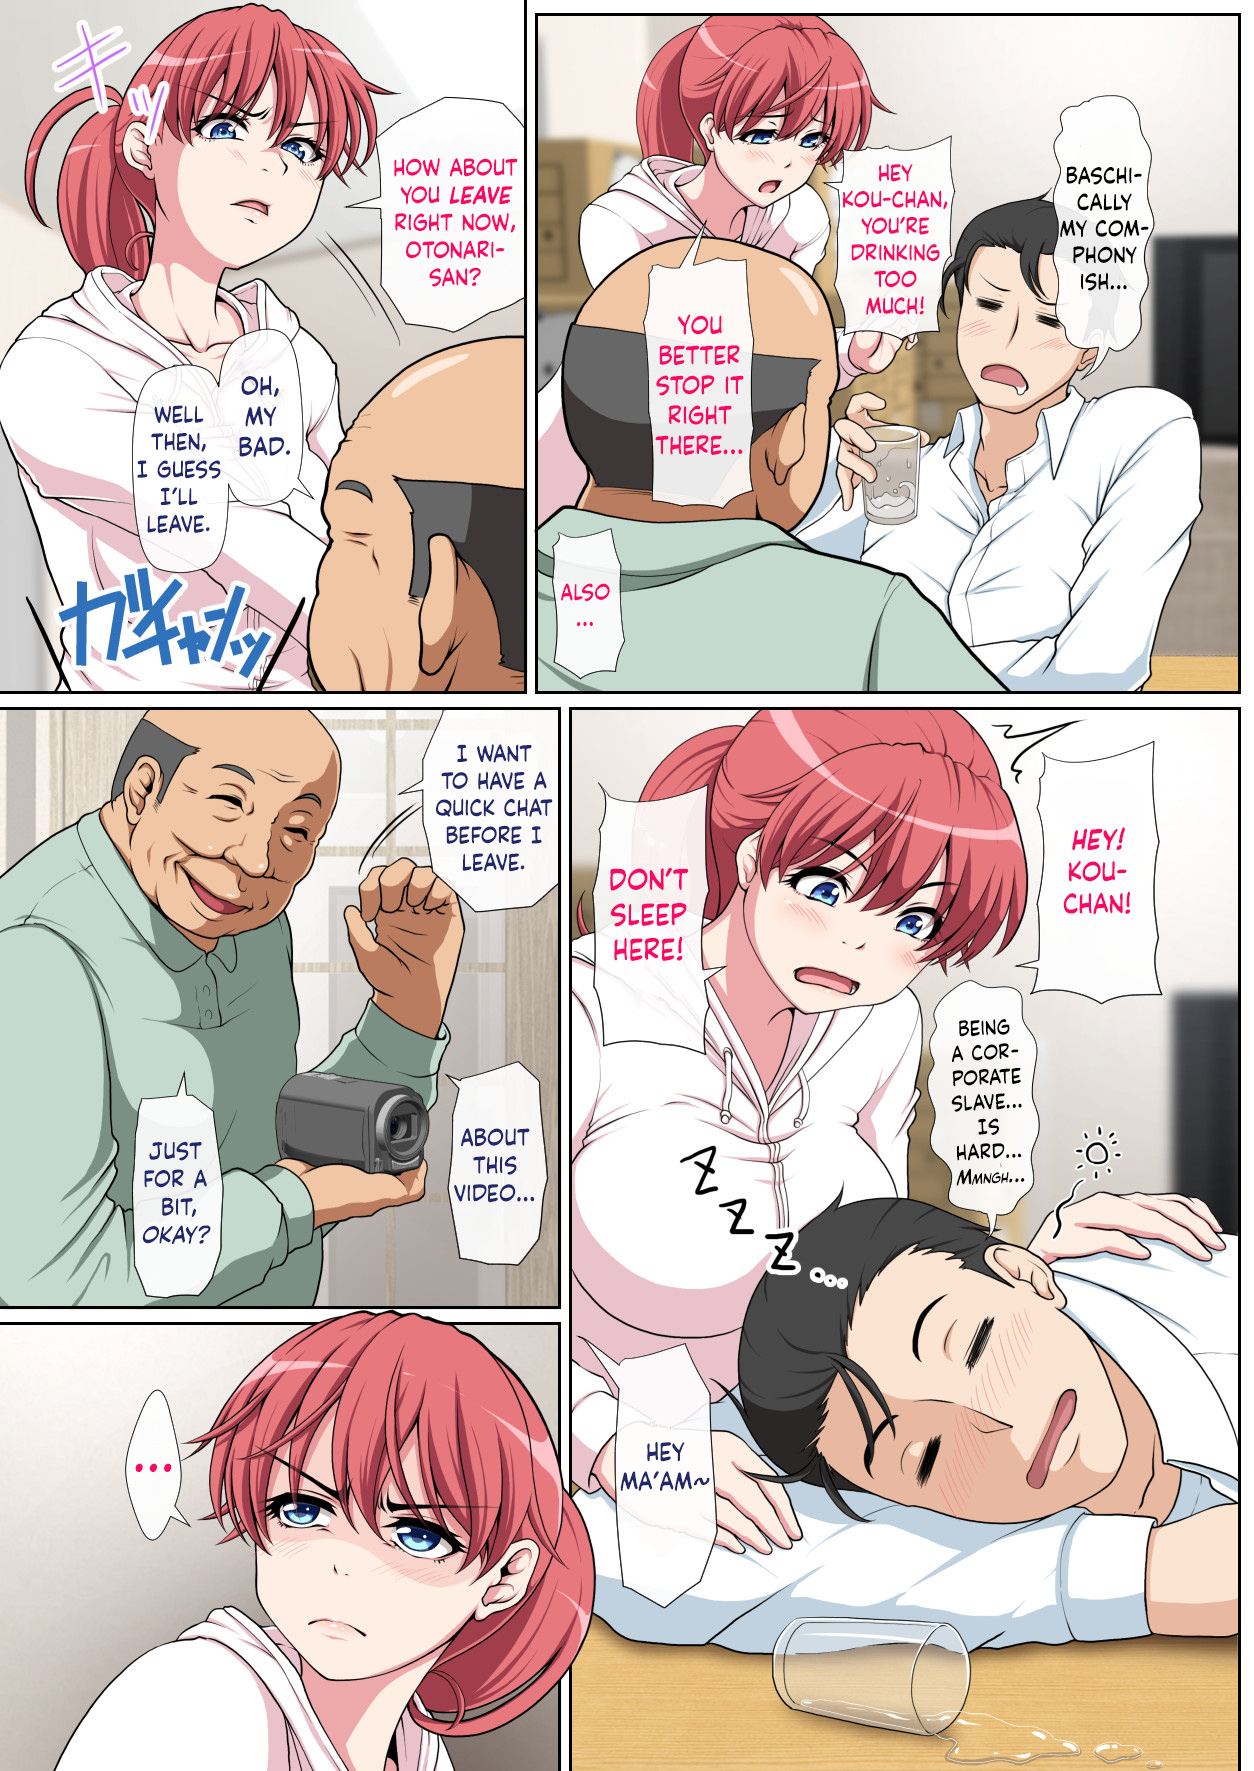 BASCHI-
CALLY
MY COM-
PHONY
ISH...
HEY
KOU-CHAN,
YOU'RE
DRINKING
TOO
MUCH!
YOU
BETTER
STOP IT
RIGHT
THERE...
ALSO
...
キッ
HOW ABOUT
YOU LEAVE
RIGHT NOW,
OTONARI-
SAN?
OH,
MY
BAD.
WELL
THEN,
I GUESS
I'LL
LEAVE.
ガチャンッ
HEY!
KOU-
CHAN!
DON'T
SLEEP
HERE!
BEING
A COR-
PORATE
SLAVE...
IS
HARD...
MMNGH...
Z
Z
Z
...
HEY
MA'AM~
I WANT
TO HAVE A
QUICK CHAT
BEFORE I
LEAVE.
ABOUT
THIS
VIDEO...
JUST
FOR A
BIT,
OKAY?
...